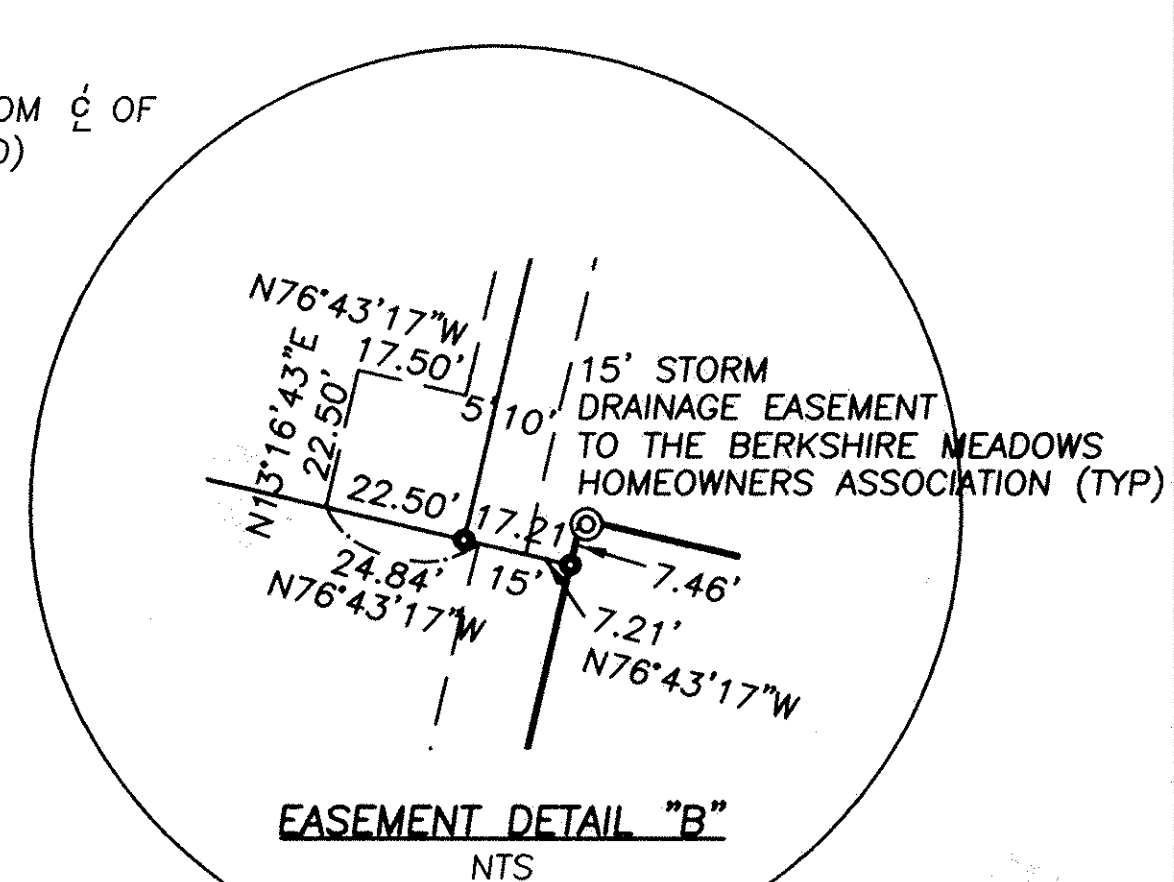 OM ℄ OF
D)
N76°43'17"W
17.50'
N13°16'43"E
22.50'
5'
10'
15' STORM
DRAINAGE EASEMENT
TO THE BERKSHIRE MEADOWS
HOMEOWNERS ASSOCIATION (TYP)
22.50'
17.21'
24.84'
N76°43'17"W
15'
7.46'
7.21'
N76°43'17"W
EASEMENT DETAIL "B"
NTS